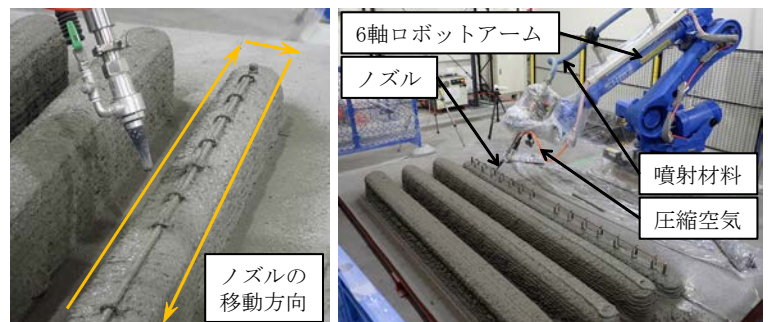 ノズルの
移動方向
6軸ロボットアーム
ノズル
噴射材料
圧縮空気